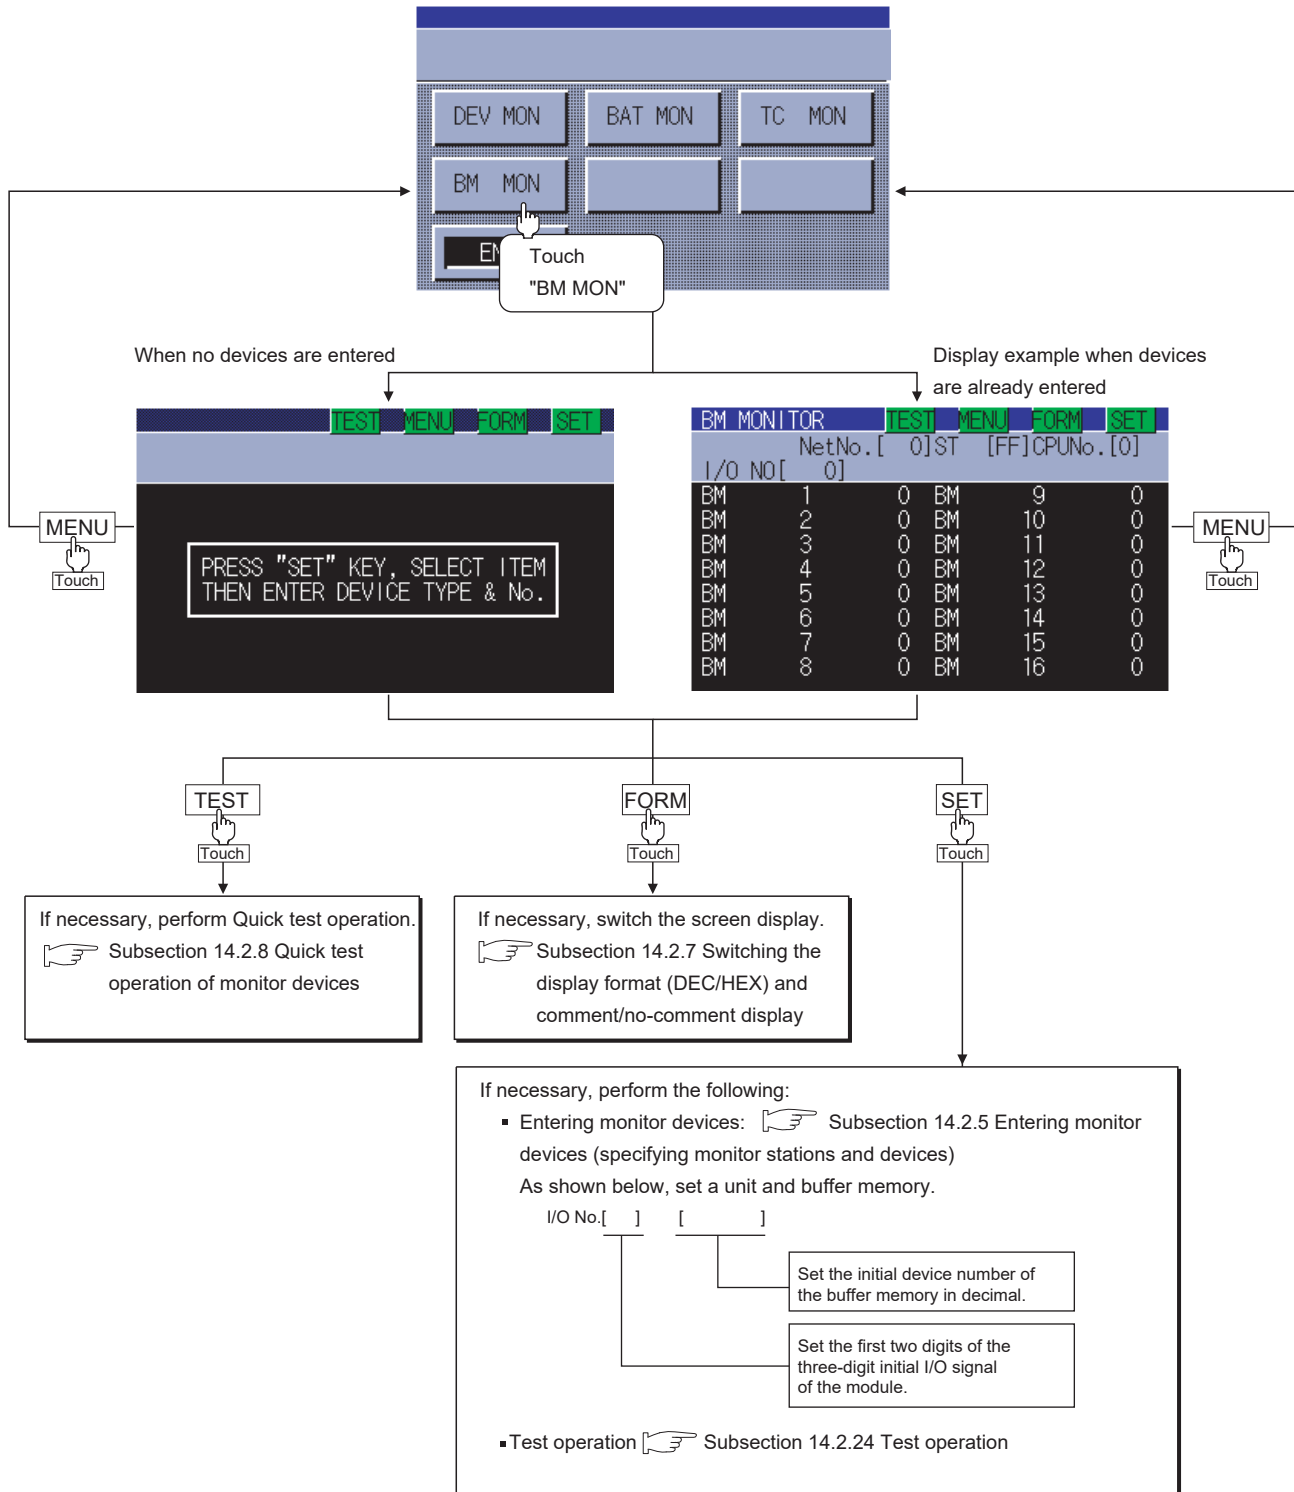 DEV MON BAT MON TC MON
BM MON
Touch
"BM MON"
When no devices are entered
Display example when devices
are already entered
TEST MENU FORM SET
PRESS "SET" KEY, SELECT ITEM
THEN ENTER DEVICE TYPE & No.
MENU
Touch
BM MONITOR TEST MENU FORM SET
NetNo.[ 0]ST [FF]CPUNo.[0]
I/O NO[ 0]
BM 1 0 BM 9 0
BM 2 0 BM 10 0
BM 3 0 BM 11 0
BM 4 0 BM 12 0
BM 5 0 BM 13 0
BM 6 0 BM 14 0
BM 7 0 BM 15 0
BM 8 0 BM 16 0
MENU
Touch
TEST
Touch
FORM
Touch
SET
Touch
If necessary, perform Quick test operation.
Subsection 14.2.8 Quick test
operation of monitor devices
If necessary, switch the screen display.
Subsection 14.2.7 Switching the
display format (DEC/HEX) and
comment/no-comment display
If necessary, perform the following:
▪ Entering monitor devices: Subsection 14.2.5 Entering monitor
devices (specifying monitor stations and devices)
As shown below, set a unit and buffer memory.
I/O No.[ ] [ ]
Set the initial device number of
the buffer memory in decimal.
Set the first two digits of the
three-digit initial I/O signal
of the module.
▪Test operation Subsection 14.2.24 Test operation